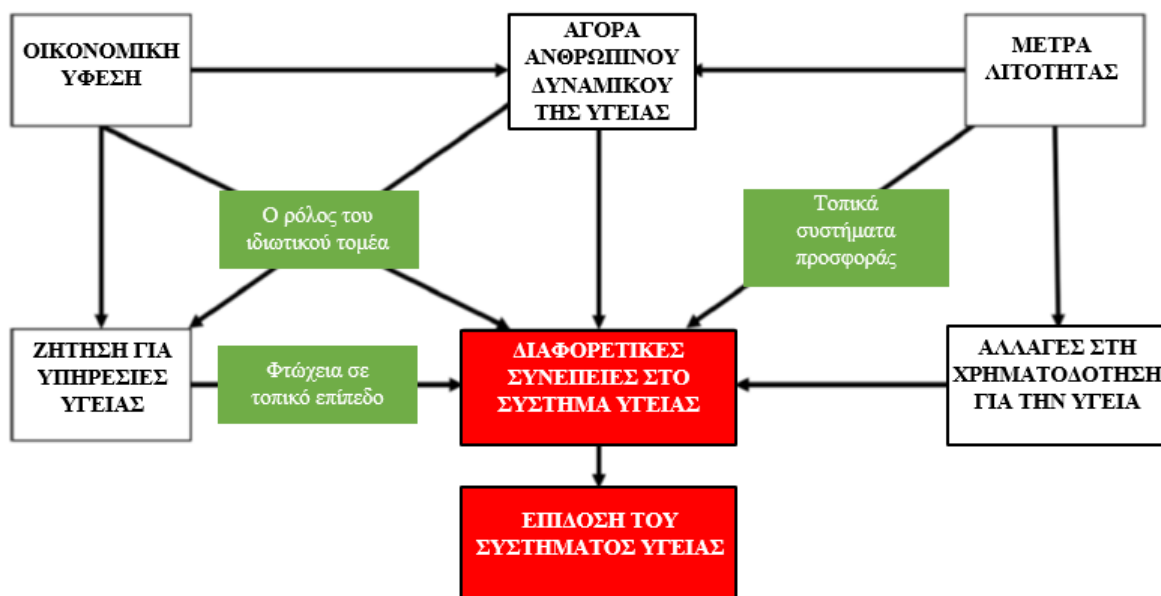 ΟΙΚΟΝΟΜΙΚΗ
ΥΦΕΣΗ
ΑΓΟΡΑ
ΑΝΘΡΩΠΙΝΟΥ
ΔΥΝΑΜΙΚΟΥ
ΤΗΣ ΥΓΕΙΑΣ
ΜΕΤΡΑ
ΛΙΤΟΤΗΤΑΣ
Ο ρόλος του
ιδιωτικού τομέα
Τοπικά
συστήματα
προσφοράς
ΖΗΤΗΣΗ ΓΙΑ
ΥΠΗΡΕΣΙΕΣ
ΥΓΕΙΑΣ
Φτώχεια σε
τοπικό επίπεδο
ΔΙΑΦΟΡΕΤΙΚΕΣ
ΣΥΝΕΠΕΙΕΣ ΣΤΟ
ΣΥΣΤΗΜΑ ΥΓΕΙΑΣ
ΑΛΛΑΓΕΣ ΣΤΗ
ΧΡΗΜΑΤΟΔΟΤΗΣΗ
ΓΙΑ ΤΗΝ ΥΓΕΙΑ
ΕΠΙΔΟΣΗ ΤΟΥ
ΣΥΣΤΗΜΑΤΟΣ ΥΓΕΙΑΣ